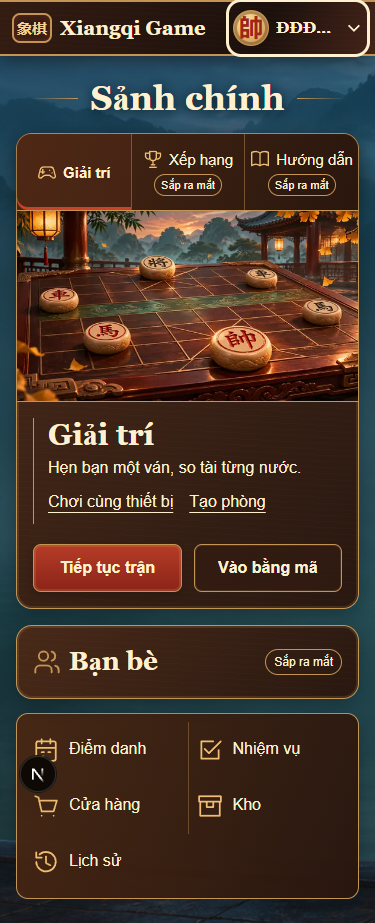 象棋 Xiangqi Game 帥 ĐĐĐ...
Sảnh chính
Giải trí
Xếp hạng
Sắp ra mắt
Hướng dẫn
Sắp ra mắt
將
車
馬
馬
帥
Giải trí
Hẹn bạn một ván, so tài từng nước.
Chơi cùng thiết bị Tạo phòng
Tiếp tục trận Vào bằng mã
Bạn bè Sắp ra mắt
Điểm danh Nhiệm vụ
N
Cửa hàng Kho
Lịch sử